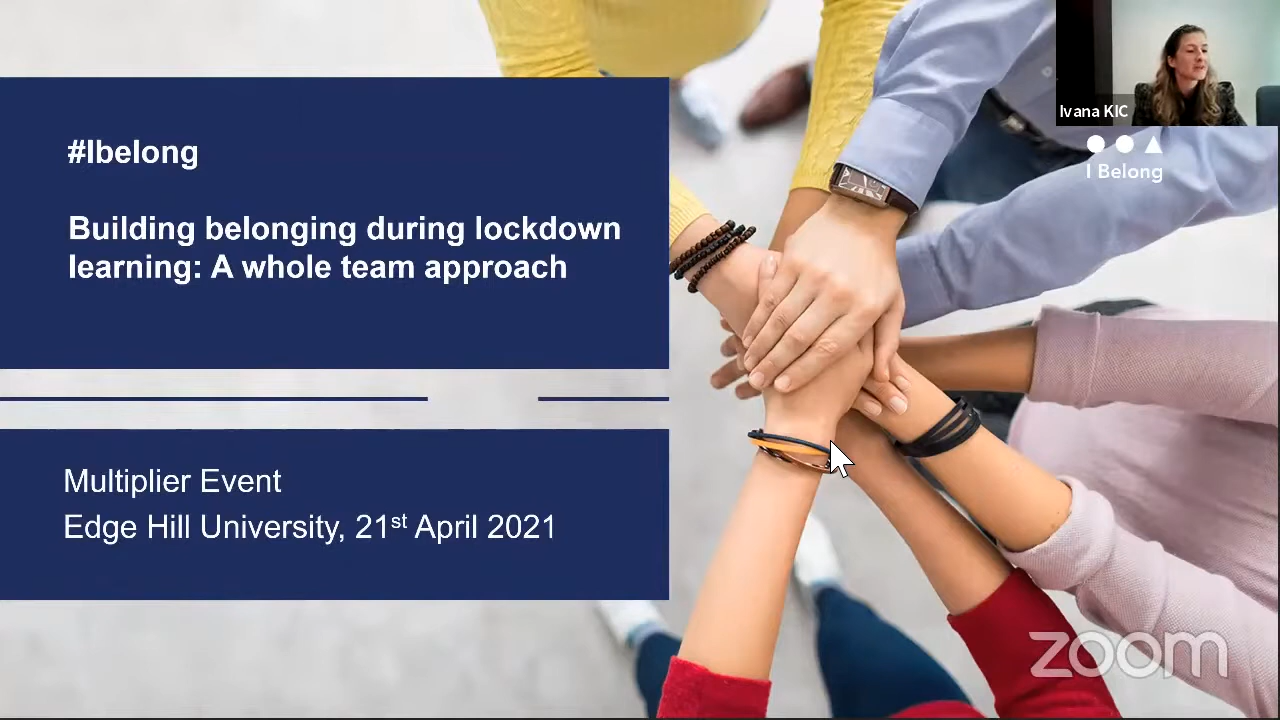 #Ibelong
Building belonging during lockdown
learning: A whole team approach
Multiplier Event
Edge Hill University, 21st April 2021
Ivana KIC
I Belong
zoom